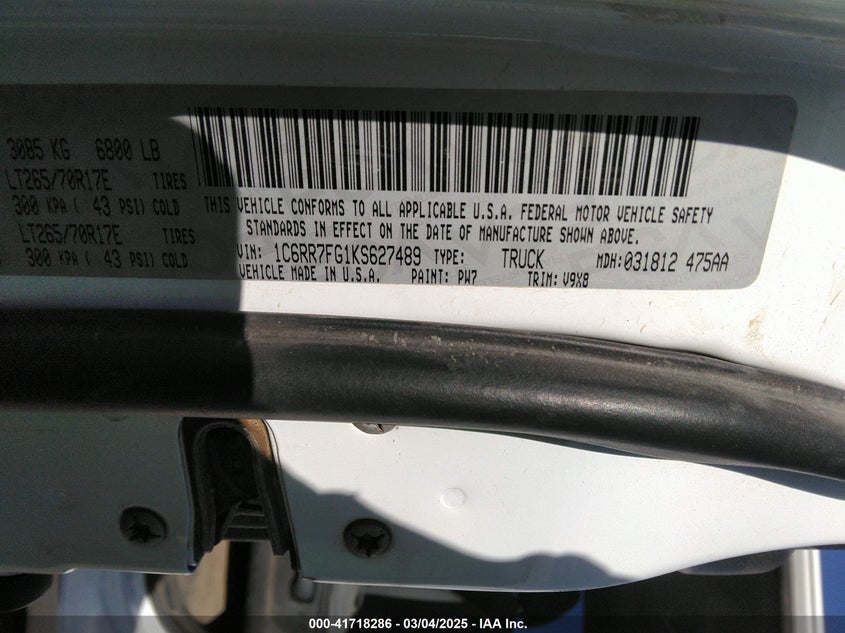 3085 KG 6800 LB
LT265/70R17E TIRES
300 KPA ( 43 PSI) COLD
LT265/70R17E TIRES
300 KPA ( 43 PSI) COLD
THIS VEHICLE CONFORMS TO ALL APPLICABLE U.S.A. FEDERAL MOTOR VEHICLE SAFETY
STANDARDS IN EFFECT ON THE DATE OF MANUFACTURE SHOWN ABOVE.
VIN: 1C6RR7FG1KS627489 TYPE: TRUCK MDH:031812 475AA
VEHICLE MADE IN U.S.A. PAINT: PW7 TRIM: V9X8
000-41718286 - 03/04/2025 - IAA Inc.